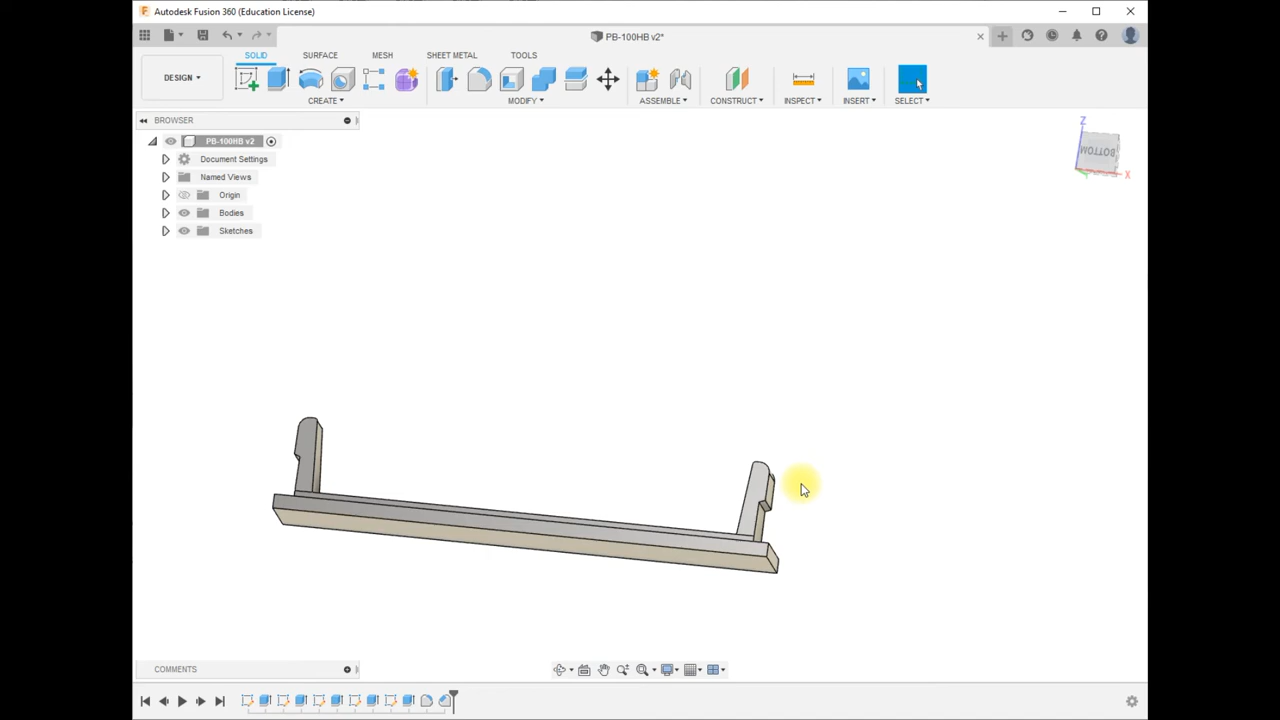 Autodesk Fusion 360 (Education License)
PB-100HB v2*
DESIGN
SOLID SURFACE MESH SHEET METAL TOOLS
CREATE MODIFY ASSEMBLE CONSTRUCT INSPECT INSERT SELECT
BROWSER
PB-100HB v2
Document Settings
Named Views
Origin
Bodies
Sketches
Z
BOTTOM
X
COMMENTS